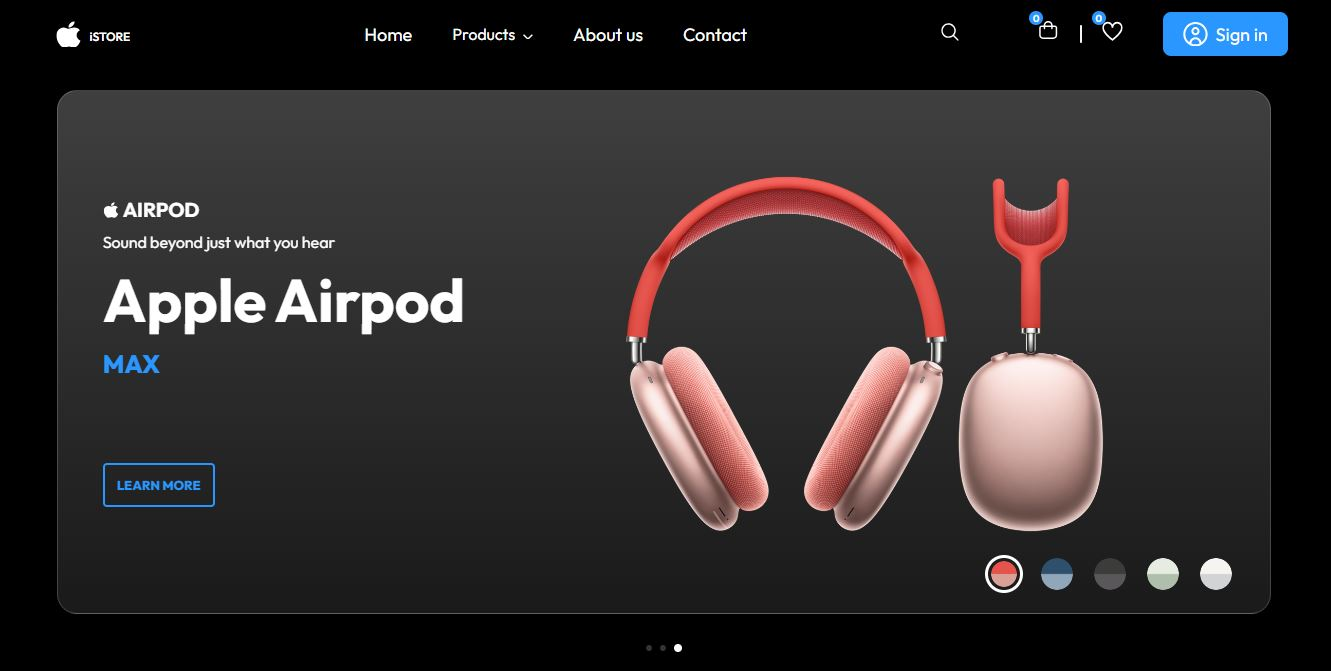 iSTORE
Home
Products
About us
Contact
0
0
Sign in
AIRPOD
Sound beyond just what you hear
Apple Airpod
MAX
LEARN MORE